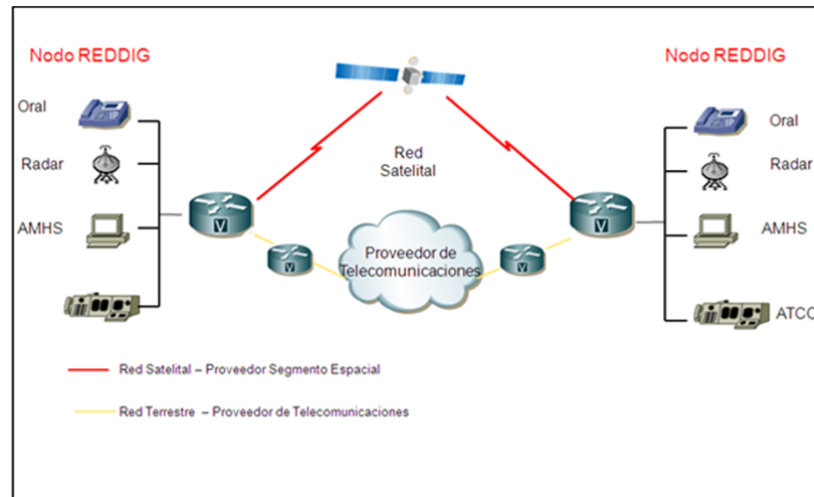 Nodo REDDIG
Nodo REDDIG
Oral
Oral
Radar
Radar
Red
Satelital
AMHS
AMHS
V
V
Proveedor de
Telecomunicaciones
ATCC
Red Satelital – Proveedor Segmento Espacial
Red Terrestre – Proveedor de Telecomunicaciones